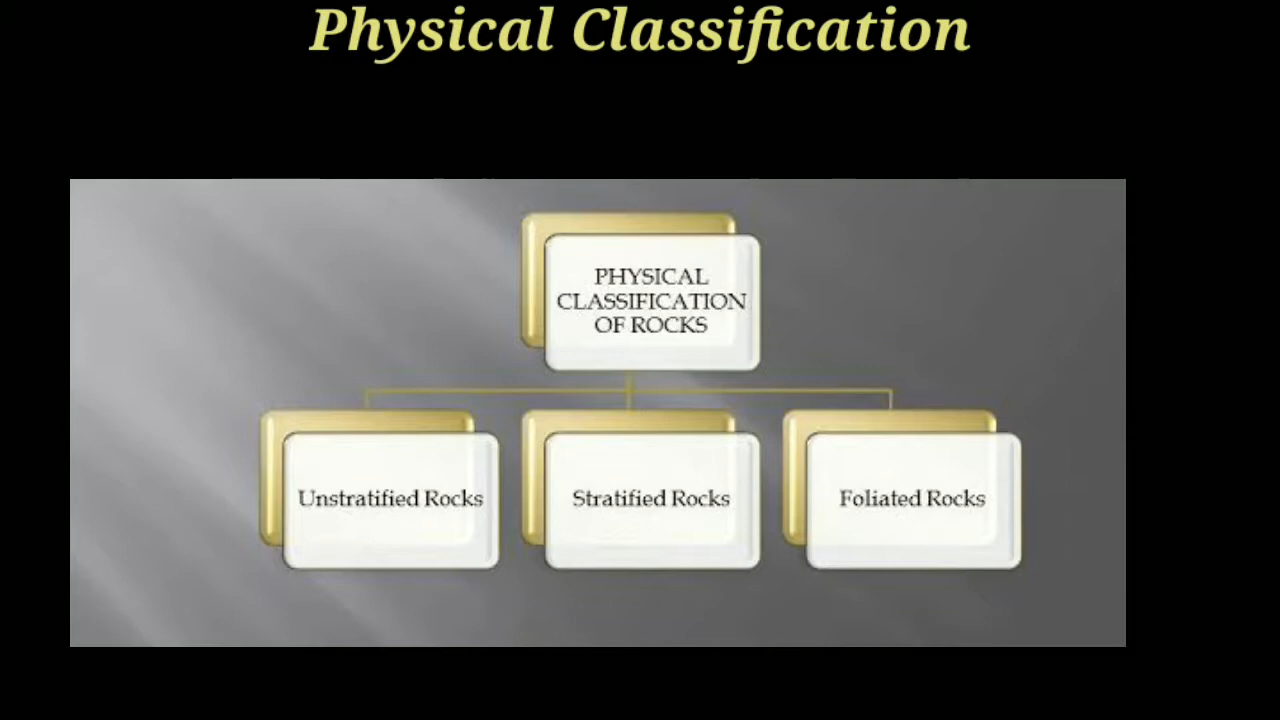 Physical Classification
PHYSICAL
CLASSIFICATION
OF ROCKS
Unstratified Rocks
Stratified Rocks
Foliated Rocks